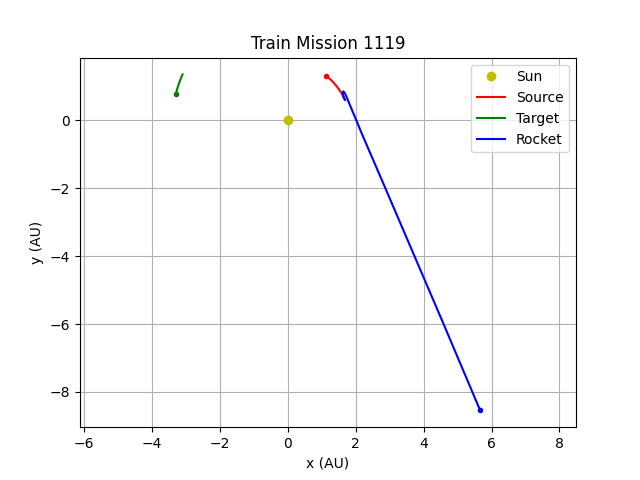 Train Mission 1119
Sun
Source
Target
Rocket
0
−2
−4
−6
−8
y (AU)
−6 −4 −2 0 2 4 6 8
x (AU)